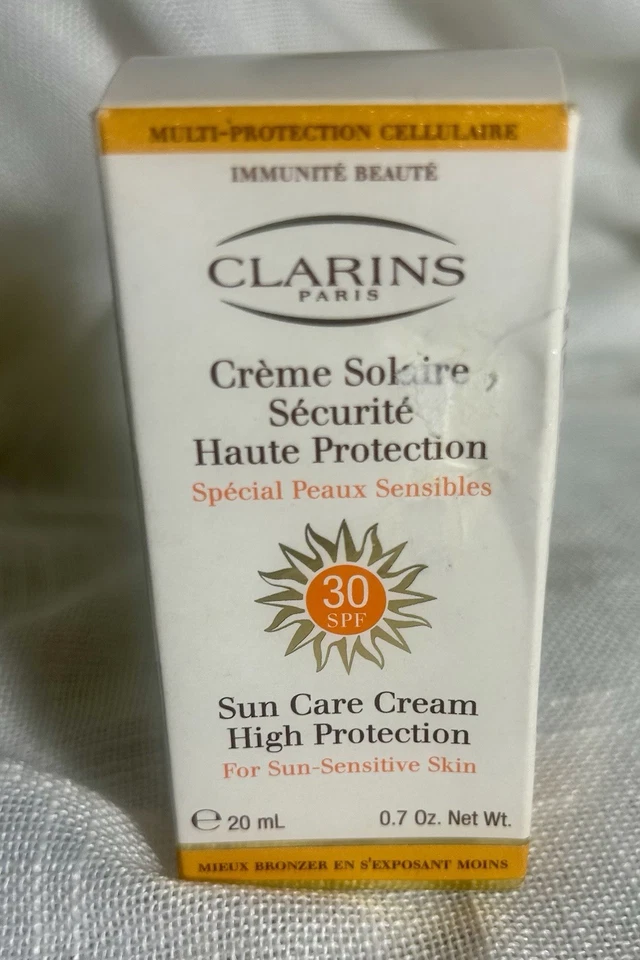 MULTI-PROTECTION CELLULAIRE
IMMUNITÉ BEAUTÉ
CLARINS
PARIS
Crème Solaire
Sécurité
Haute Protection
Spécial Peaux Sensibles
30
SPF
Sun Care Cream
High Protection
For Sun-Sensitive Skin
℮ 20 mL 0.7 Oz. Net Wt.
MIEUX BRONZER EN S'EXPOSANT MOINS